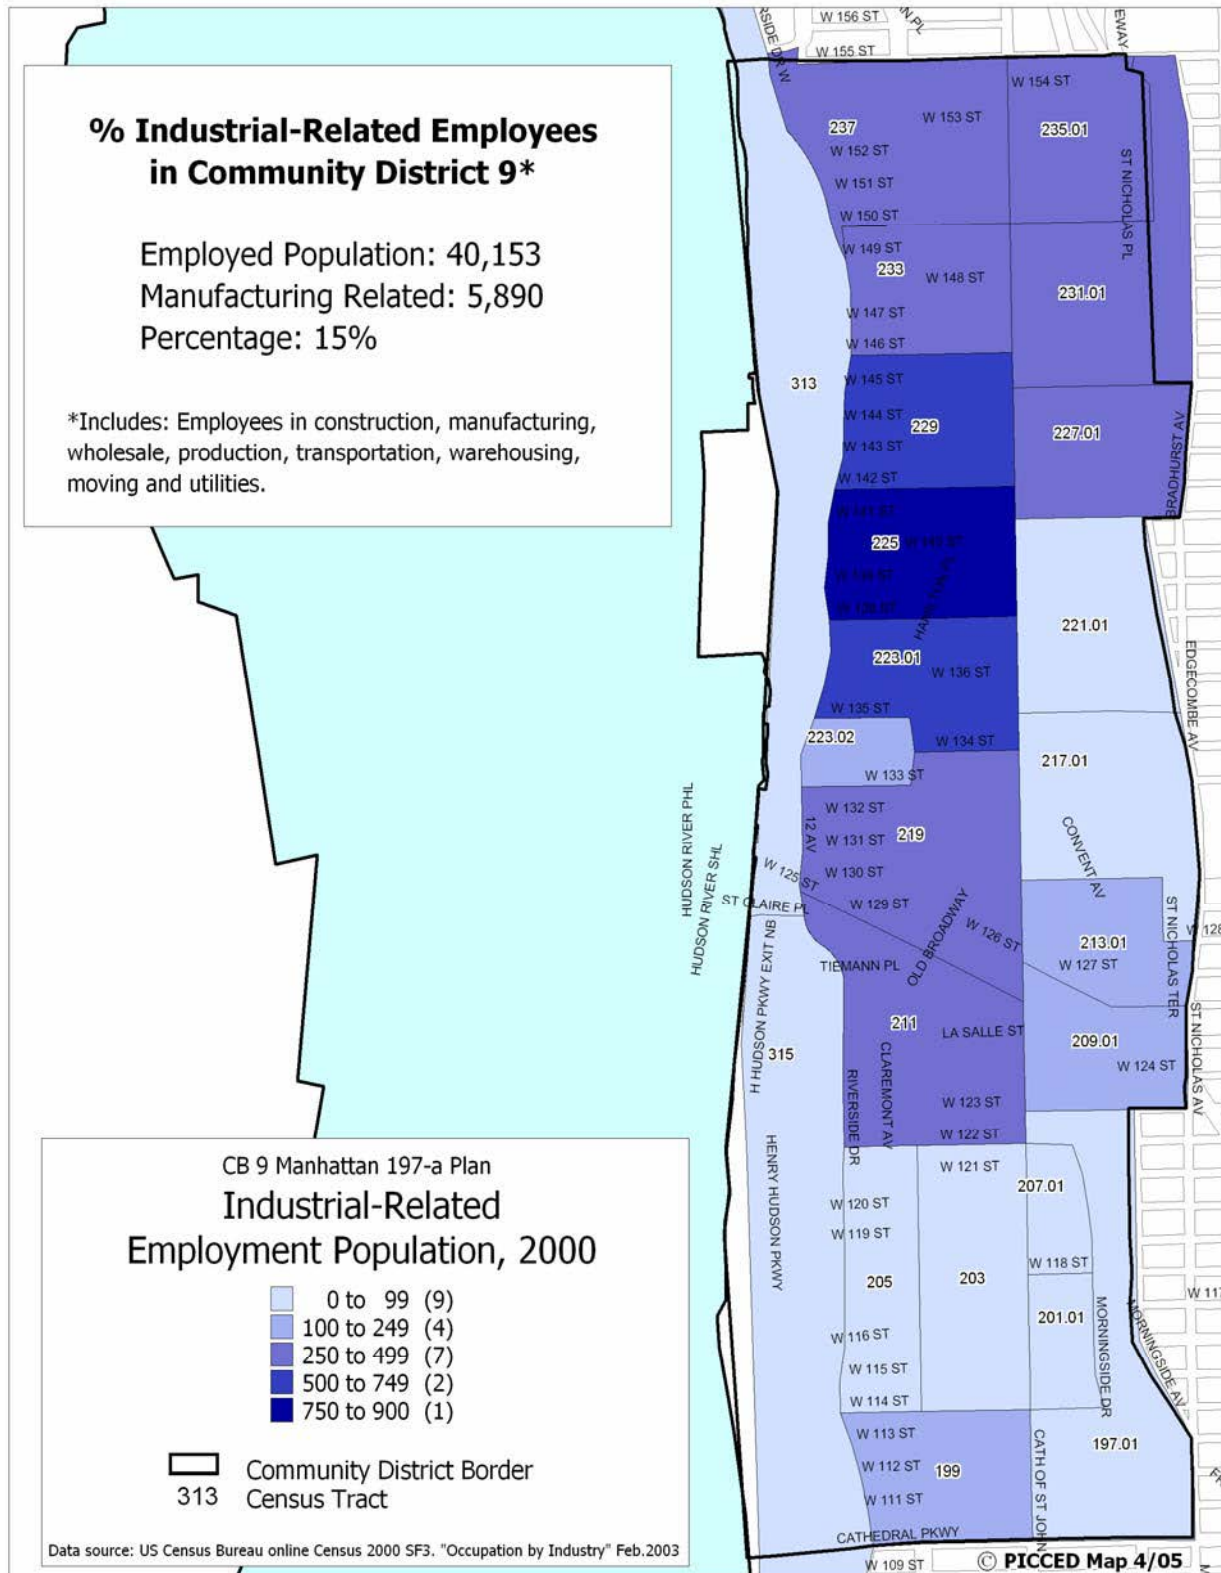 % Industrial-Related Employees
in Community District 9*
Employed Population: 40,153
Manufacturing Related: 5,890
Percentage: 15%
*Includes: Employees in construction, manufacturing,
wholesale, production, transportation, warehousing,
moving and utilities.
W 156 ST
W 155 ST
W 154 ST
W 153 ST
237
235.01
W 152 ST
W 151 ST
W 150 ST
ST NICHOLAS PL
W 149 ST
233
W 148 ST
231.01
W 147 ST
W 146 ST
313
W 145 ST
W 144 ST
229
227.01
W 143 ST
W 142 ST
BRADHURST AV
W 141 ST
225
W 138 ST
HAMILTON PL
221.01
223.01
W 136 ST
EDGECOMBE AV
W 135 ST
223.02
W 134 ST
217.01
W 133 ST
HUDSON RIVER PHL
HUDSON RIVER SHL
12 AV
W 132 ST
219
W 131 ST
CONVENT AV
W 130 ST
W 125 ST
ST CLAIRE PL
W 129 ST
OLD BROADWAY
W 126 ST
213.01
W 127 ST
ST NICHOLAS TER
W 128
TIEMANN PL
H HUDSON PKWY EXIT NB
211
LA SALLE ST
209.01
ST NICHOLAS AV
315
CLAREMONT AV
W 124 ST
RIVERSIDE DR
W 123 ST
W 122 ST
HENRY HUDSON PKWY
W 121 ST
207.01
W 120 ST
W 119 ST
W 118 ST
205
203
201.01
W 117
MORNINGSIDE DR
MORNINGSIDE AV
W 116 ST
W 115 ST
W 114 ST
W 113 ST
197.01
W 112 ST
199
W 111 ST
CATH OF ST JOHN
CATHEDRAL PKWY
W 109 ST
© PICCED Map 4/05
CB 9 Manhattan 197-a Plan
Industrial-Related
Employment Population, 2000
0 to 99 (9)
100 to 249 (4)
250 to 499 (7)
500 to 749 (2)
750 to 900 (1)
Community District Border
313 Census Tract
Data source: US Census Bureau online Census 2000 SF3. "Occupation by Industry" Feb.2003